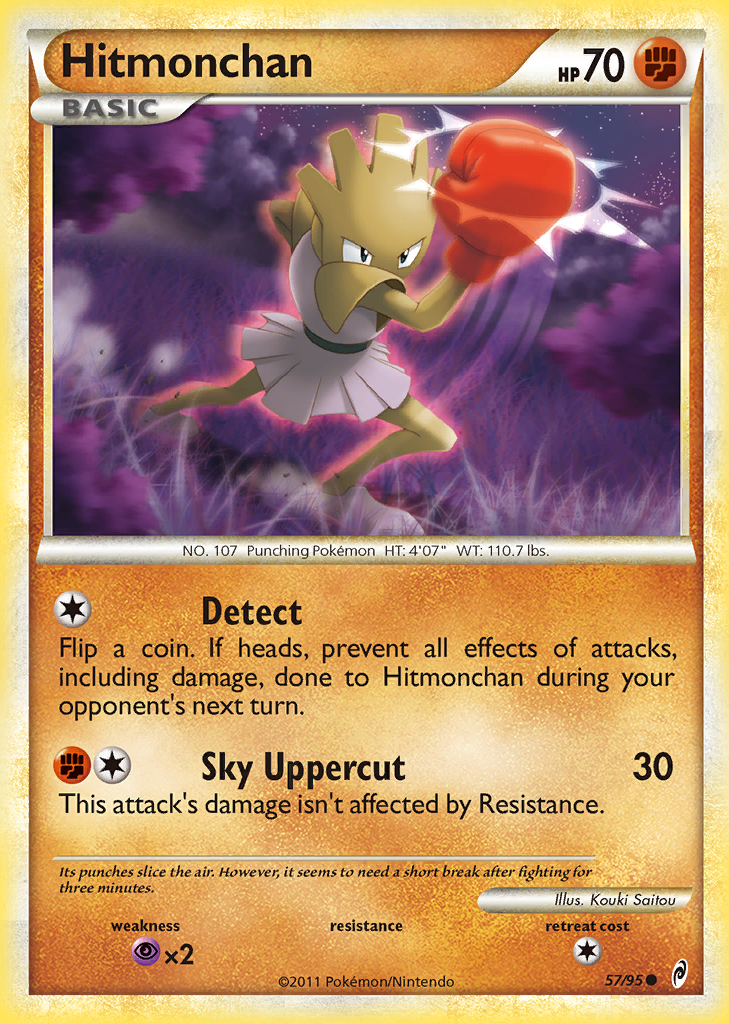 Hitmonchan
HP 70
BASIC
NO. 107 Punching Pokémon HT: 4'07" WT: 110.7 lbs.
Detect
Flip a coin. If heads, prevent all effects of attacks,
including damage, done to Hitmonchan during your
opponent's next turn.
Sky Uppercut 30
This attack's damage isn't affected by Resistance.
Its punches slice the air. However, it seems to need a short break after fighting for
three minutes.
Illus. Kouki Saitou
weakness resistance retreat cost
×2
©2011 Pokémon/Nintendo
57/95